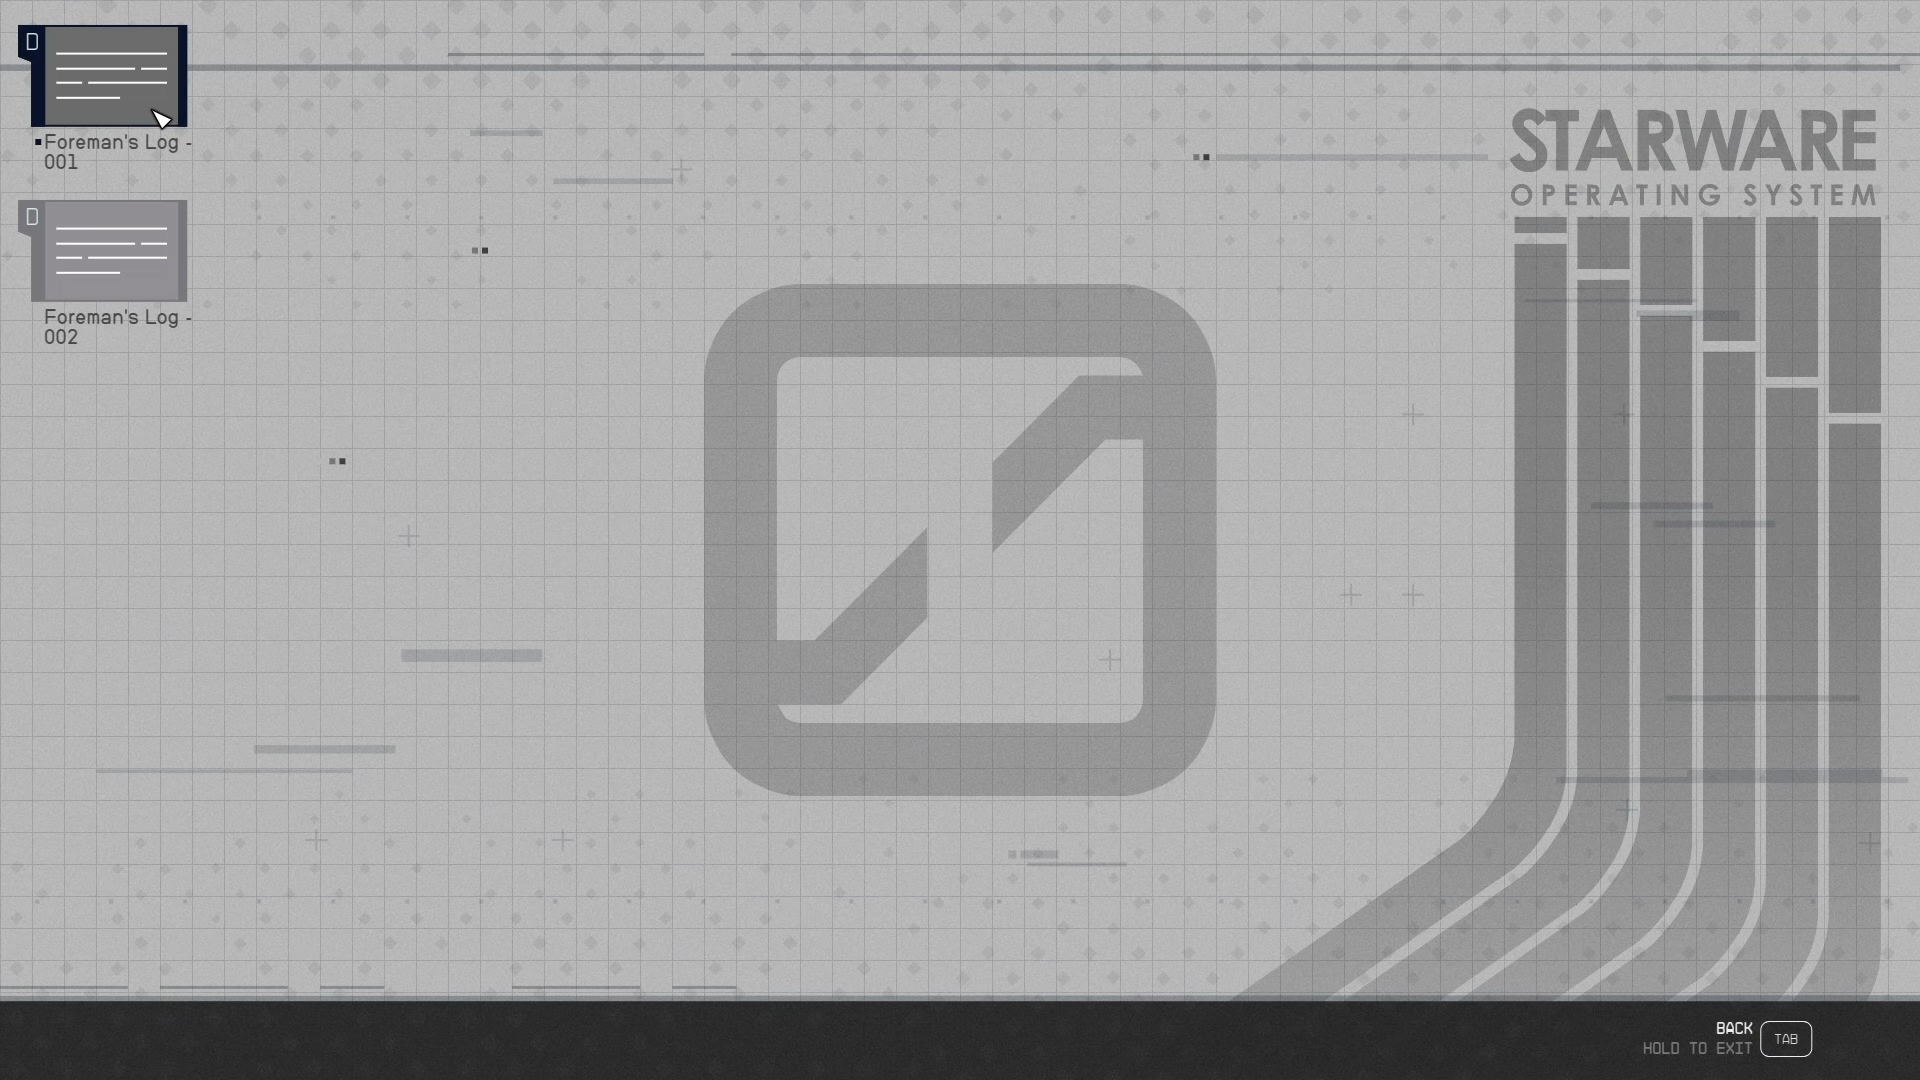 D
Foreman's Log -
001
D
Foreman's Log -
002
STARWARE
OPERATING SYSTEM
BACK
HOLD TO EXIT
TAB